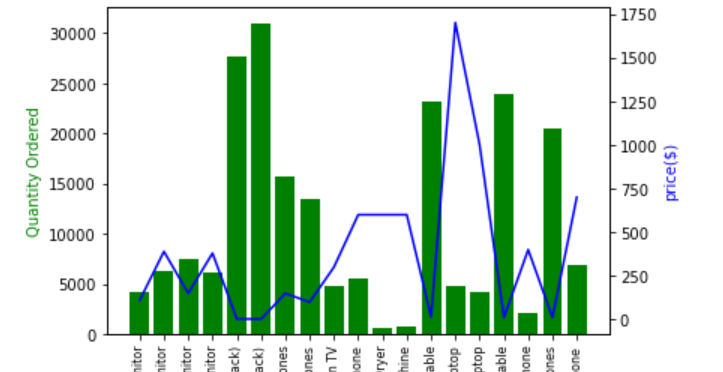 30000
25000
20000
15000
10000
5000
0
Quantity Ordered
1750
1500
1250
1000
750
500
250
0
price($)
nitor
nitor
nitor
nitor
ack)
ack)
ones
ones
n TV
one
ryer
hine
able
ptop
ptop
able
one
ones
one